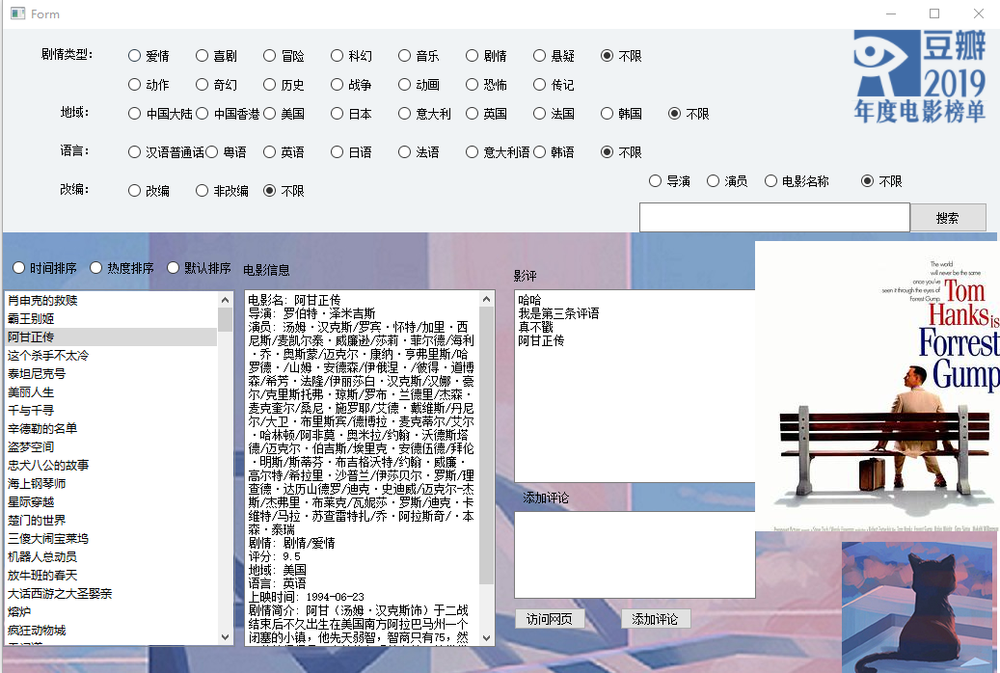 Form
剧情类型: 爱情 喜剧 冒险 科幻 音乐 剧情 悬疑 不限
动作 奇幻 历史 战争 动画 恐怖 传记
地域: 中国大陆 中国香港 美国 日本 意大利 英国 法国 韩国 不限
语言: 汉语普通话 粤语 英语 日语 法语 意大利语 韩语 不限
改编: 改编 非改编 不限
豆瓣
2019
年度电影榜单
导演 演员 电影名称 不限
搜索
时间排序 热度排序 默认排序
肖申克的救赎
霸王别姬
阿甘正传
这个杀手不太冷
泰坦尼克号
美丽人生
千与千寻
辛德勒的名单
盗梦空间
忠犬八公的故事
海上钢琴师
星际穿越
楚门的世界
三傻大闹宝莱坞
机器人总动员
放牛班的春天
大话西游之大圣娶亲
熔炉
疯狂动物城
电影信息
电影名: 阿甘正传
导演: 罗伯特·泽米吉斯
演员: 汤姆·汉克斯/罗宾·怀特/加里·西
尼斯/麦凯尔泰·威廉逊/莎莉·菲尔德/海利
·乔·奥斯蒙/迈克尔·康纳·亨弗里斯/哈
罗德·/山姆·安德森/伊俄涅·/彼得·道博
森/希芳·法隆/伊丽莎白·汉克斯/汉娜·豪
尔/克里斯托弗·琼斯/罗布·兰德里/杰森·
麦克奎尔/桑尼·施罗耶/艾德·戴维斯/丹尼
尔/大卫·布里斯宾/德博拉·麦克蒂尔/艾尔
·哈林顿/阿非莫·奥米拉/约翰·沃德斯塔
德/迈克尔·伯吉斯/埃里克·安德伍德/拜伦
·明斯/斯蒂芬·布吉格沃特/约翰·威廉·
高尔特/希拉里·沙普兰/伊莎贝尔·罗斯/理
查德·达历山德罗/迪克·史迪威/迈克尔-杰
斯/杰弗里·布莱克/瓦妮莎·罗斯/迪克·卡
维特/马拉·苏查雷特扎/乔·阿拉斯奇/·本
森·泰瑞
剧情: 剧情/爱情
评分: 9.5
地域: 美国
语言: 英语
上映时间: 1994-06-23
剧情简介: 阿甘（汤姆·汉克斯饰）于二战
结束后不久出生在美国南方阿拉巴马州一个
闭塞的小镇，他先天弱智，智商只有75，然
影评
哈哈
我是第三条评语
真不戳
阿甘正传
添加评论
访问网页 添加评论
The world
will never be the same
once you've
seen it through the eyes of
Forrest Gump.
Tom
Hanks is
Forrest
Gump